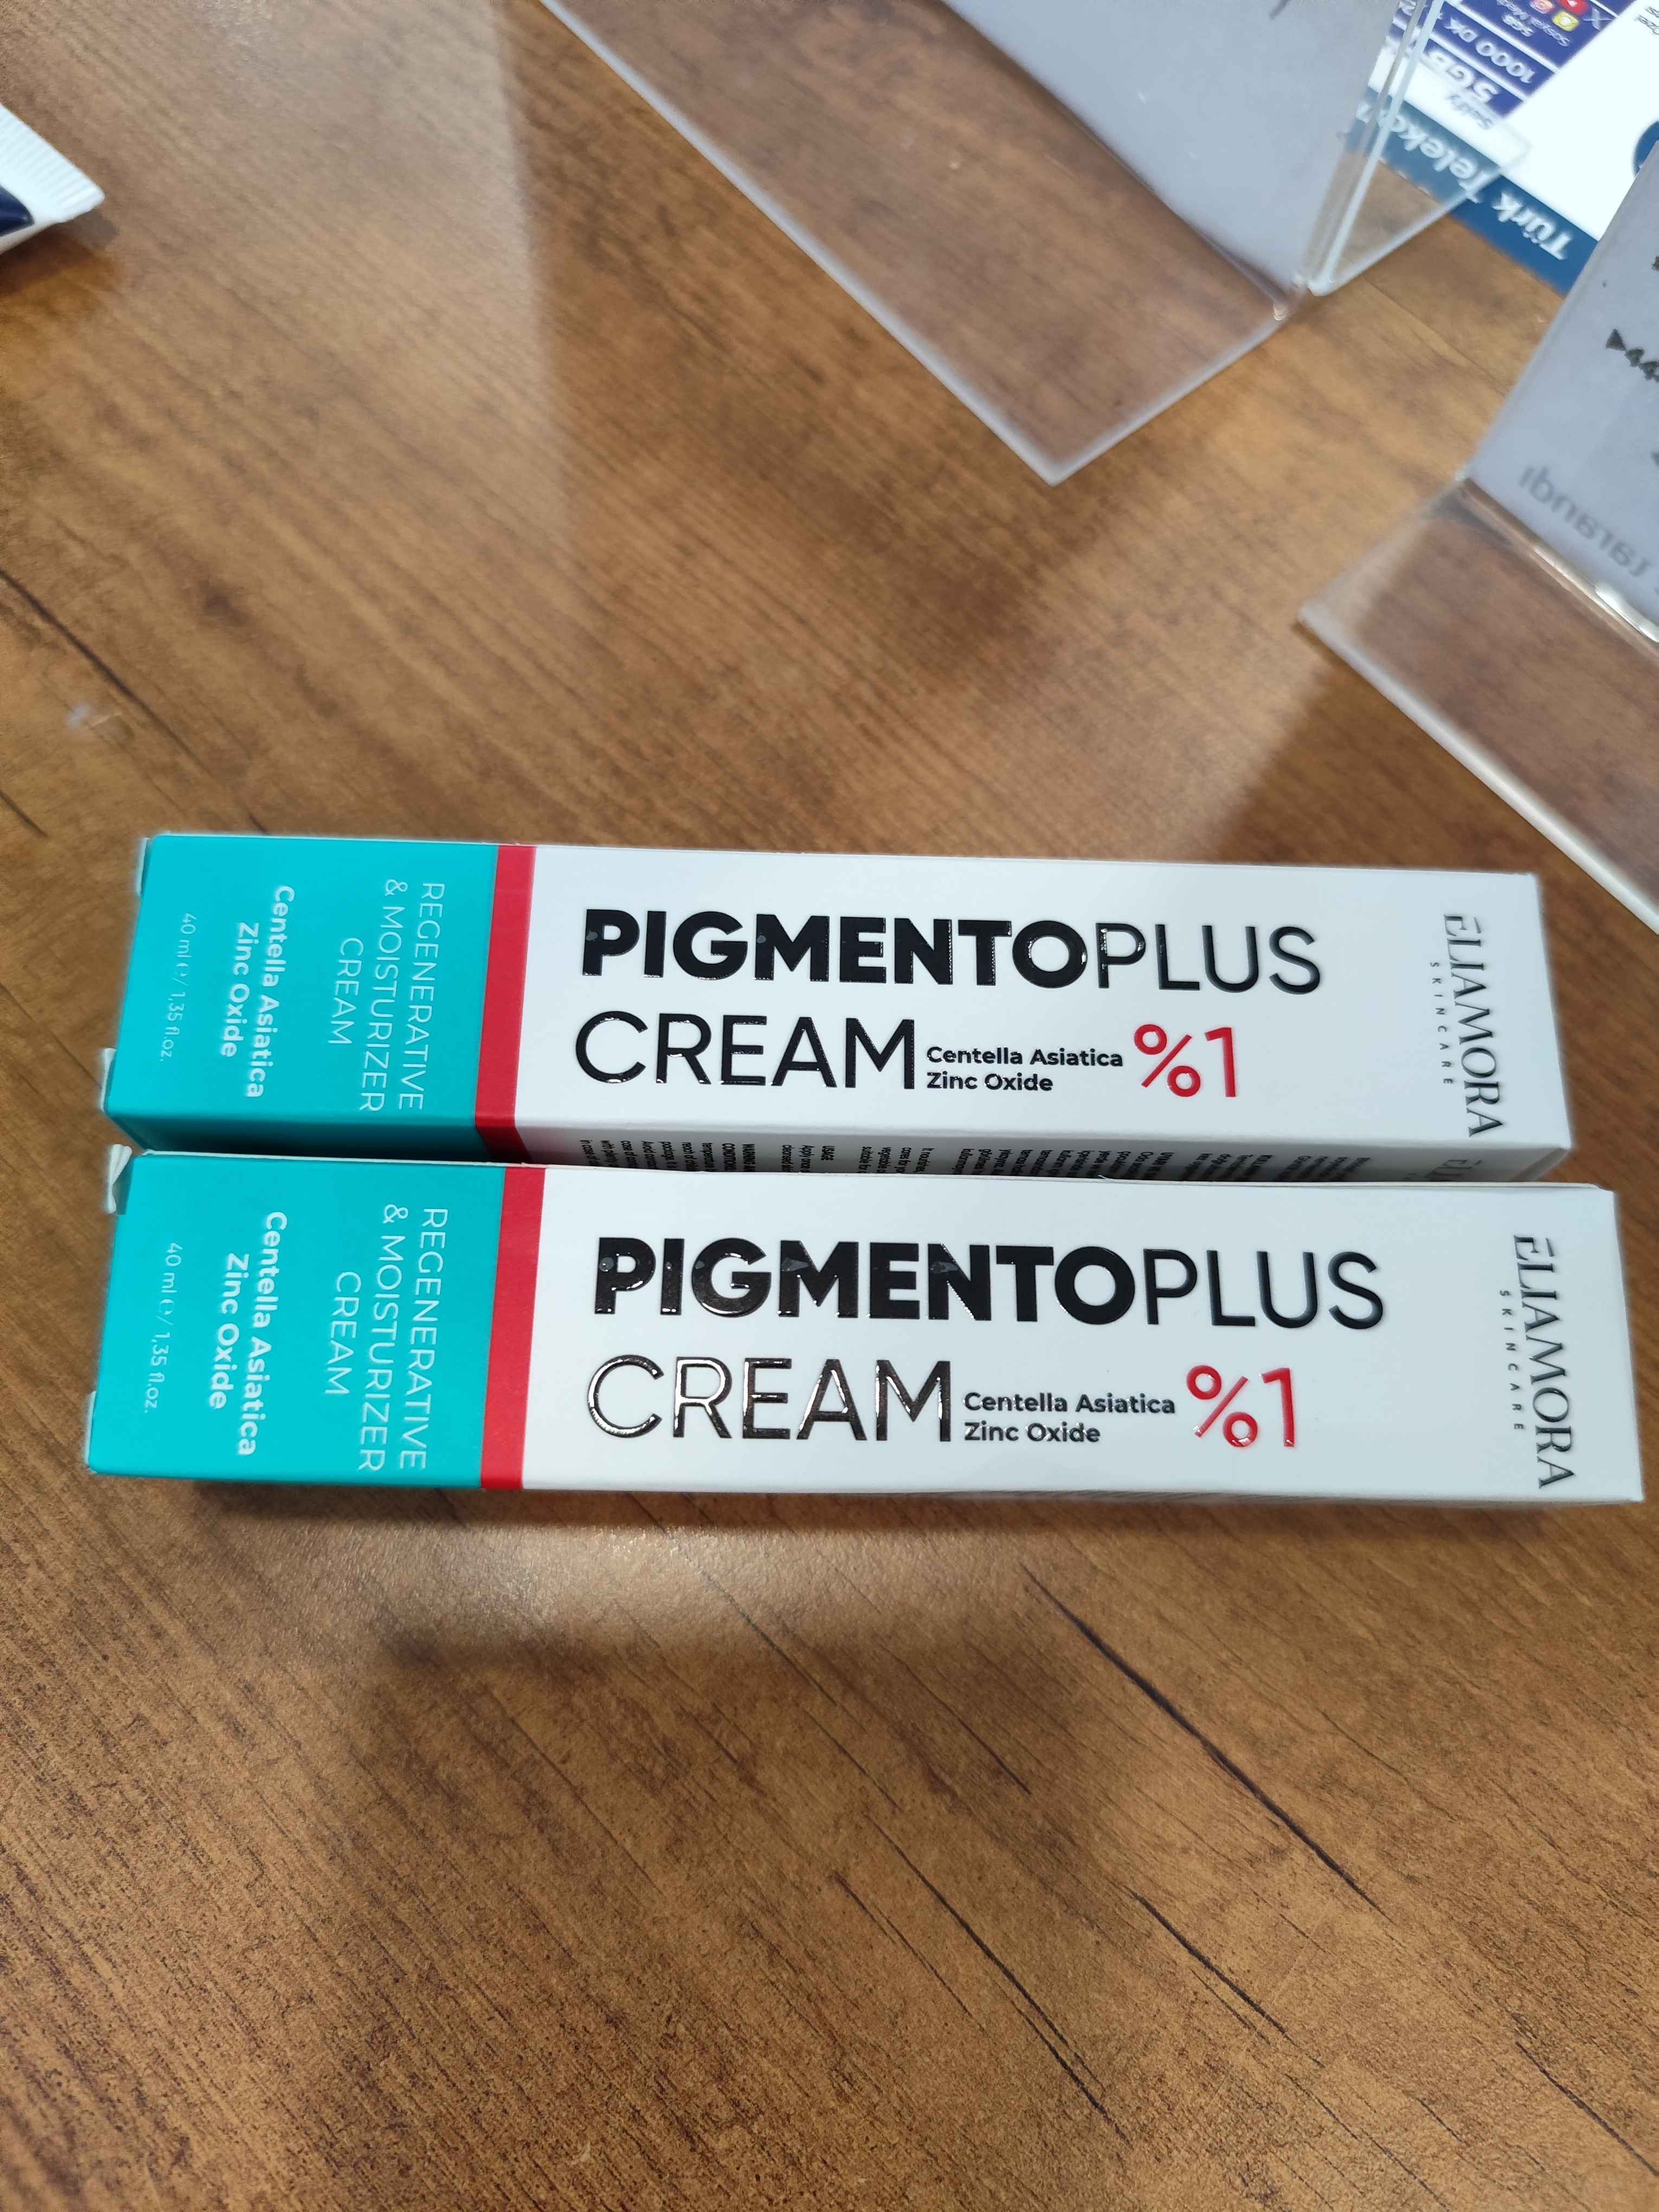 Türk Telekom
5GB
1000 DK
REGENERATIVE
& MOISTURIZER
CREAM
Centella Asiatica
Zinc Oxide
40 ml ℮ / 1,35 fl.oz.
PIGMENTOPLUS
CREAM
Centella Asiatica
Zinc Oxide
%1
ELIAMORA
SKINCARE
REGENERATIVE
& MOISTURIZER
CREAM
Centella Asiatica
Zinc Oxide
40 ml ℮ / 1,35 fl.oz.
PIGMENTOPLUS
CREAM
Centella Asiatica
Zinc Oxide
%1
ELIAMORA
SKINCARE